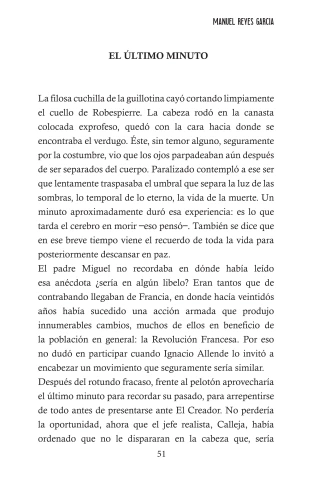 MANUEL REYES GARCIA
EL ÚLTIMO MINUTO
La filosa cuchilla de la guillotina cayó cortando limpiamente
el cuello de Robespierre. La cabeza rodó en la canasta
colocada exprofeso, quedó con la cara hacia donde se
encontraba el verdugo. Éste, sin temor alguno, seguramente
por la costumbre, vio que los ojos parpadeaban aún después
de ser separados del cuerpo. Paralizado contempló a ese ser
que lentamente traspasaba el umbral que separa la luz de las
sombras, lo temporal de lo eterno, la vida de la muerte. Un
minuto aproximadamente duró esa experiencia: es lo que
tarda el cerebro en morir –eso pensó–. También se dice que
en ese breve tiempo viene el recuerdo de toda la vida para
posteriormente descansar en paz.
El padre Miguel no recordaba en dónde había leído
esa anécdota ¿sería en algún libelo? Eran tantos que de
contrabando llegaban de Francia, en donde hacía veintidós
años había sucedido una acción armada que produjo
innumerables cambios, muchos de ellos en beneficio de
la población en general: la Revolución Francesa. Por eso
no dudó en participar cuando Ignacio Allende lo invitó a
encabezar un movimiento que seguramente sería similar.
Después del rotundo fracaso, frente al pelotón aprovecharía
el último minuto para recordar su pasado, para arrepentirse
de todo antes de presentarse ante El Creador. No perdería
la oportunidad, ahora que el jefe realista, Calleja, había
ordenado que no le dispararan en la cabeza que, sería
51